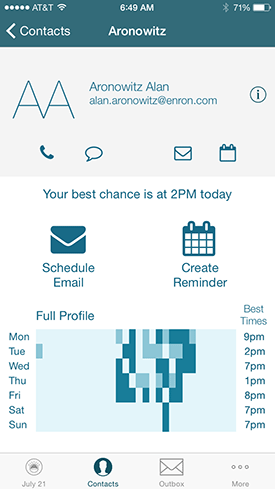 AT&T 6:49 AM 71%
Contacts Aronowitz
AA Aronowitz Alan
alan.aronowitz@enron.com
Your best chance is at 2PM today
Schedule Email
Create Reminder
Full Profile Best Times
Mon 9pm
Tue 2pm
Wed 7pm
Thu 1pm
Fri 8pm
Sat 7pm
Sun 7pm
July 21 Contacts Outbox More